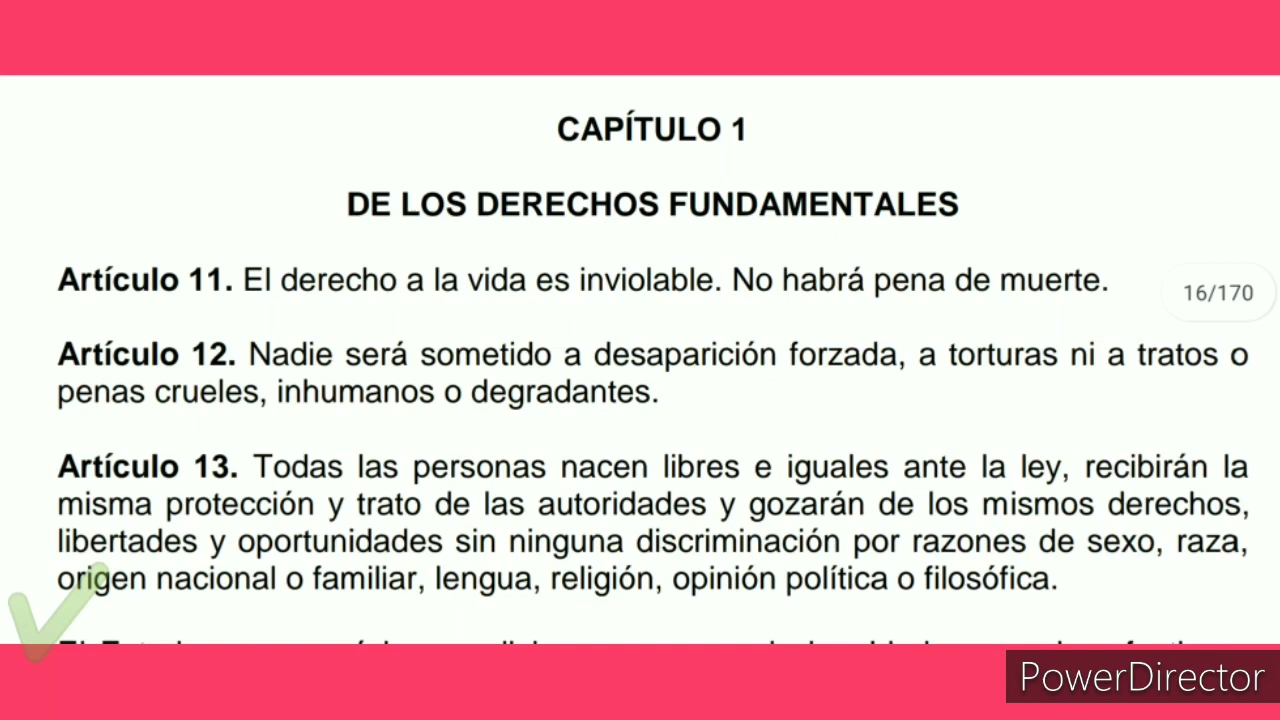 CAPÍTULO 1
DE LOS DERECHOS FUNDAMENTALES
Artículo 11. El derecho a la vida es inviolable. No habrá pena de muerte.
16/170
Artículo 12. Nadie será sometido a desaparición forzada, a torturas ni a tratos o
penas crueles, inhumanos o degradantes.
Artículo 13. Todas las personas nacen libres e iguales ante la ley, recibirán la
misma protección y trato de las autoridades y gozarán de los mismos derechos,
libertades y oportunidades sin ninguna discriminación por razones de sexo, raza,
origen nacional o familiar, lengua, religión, opinión política o filosófica.
PowerDirector